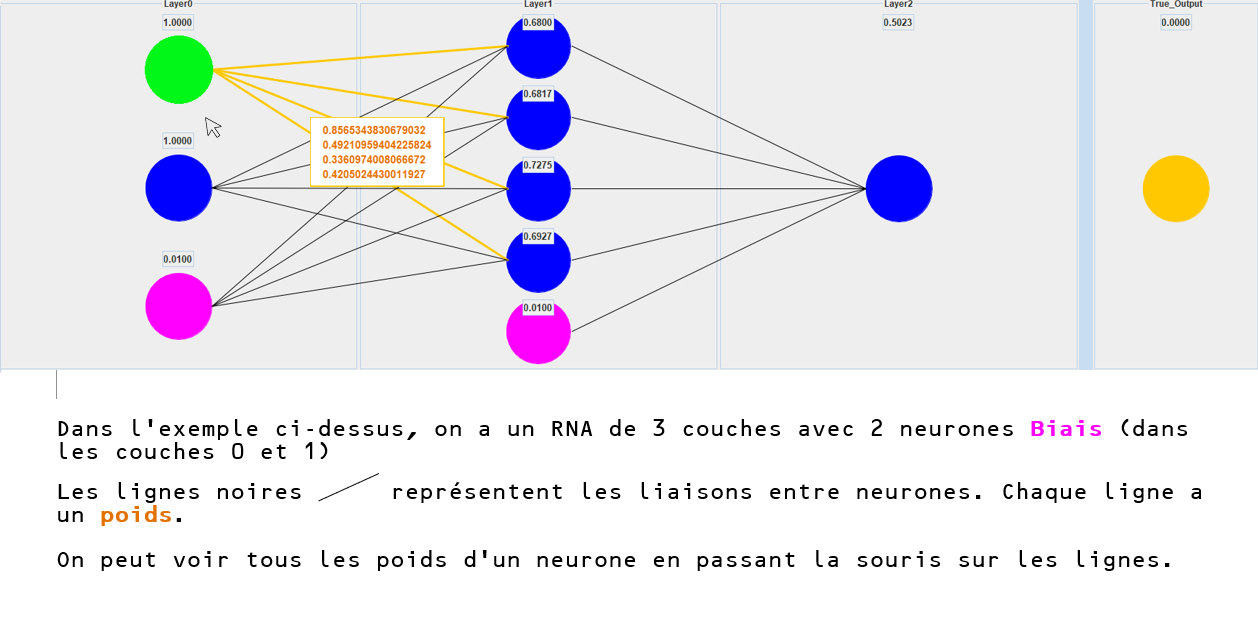 Layer0 Layer1 Layer2 True_Output
1.0000 0.6800 0.5023 0.0000
0.6817
0.8565343830679032
1.0000 0.49210959404225824
0.3360974008066672 0.7275
0.4205024430011927
0.6927
0.0100
0.0100
Dans l'exemple ci-dessus, on a un RNA de 3 couches avec 2 neurones Biais (dans
les couches 0 et 1)
Les lignes noires représentent les liaisons entre neurones. Chaque ligne a
un poids.
On peut voir tous les poids d'un neurone en passant la souris sur les lignes.